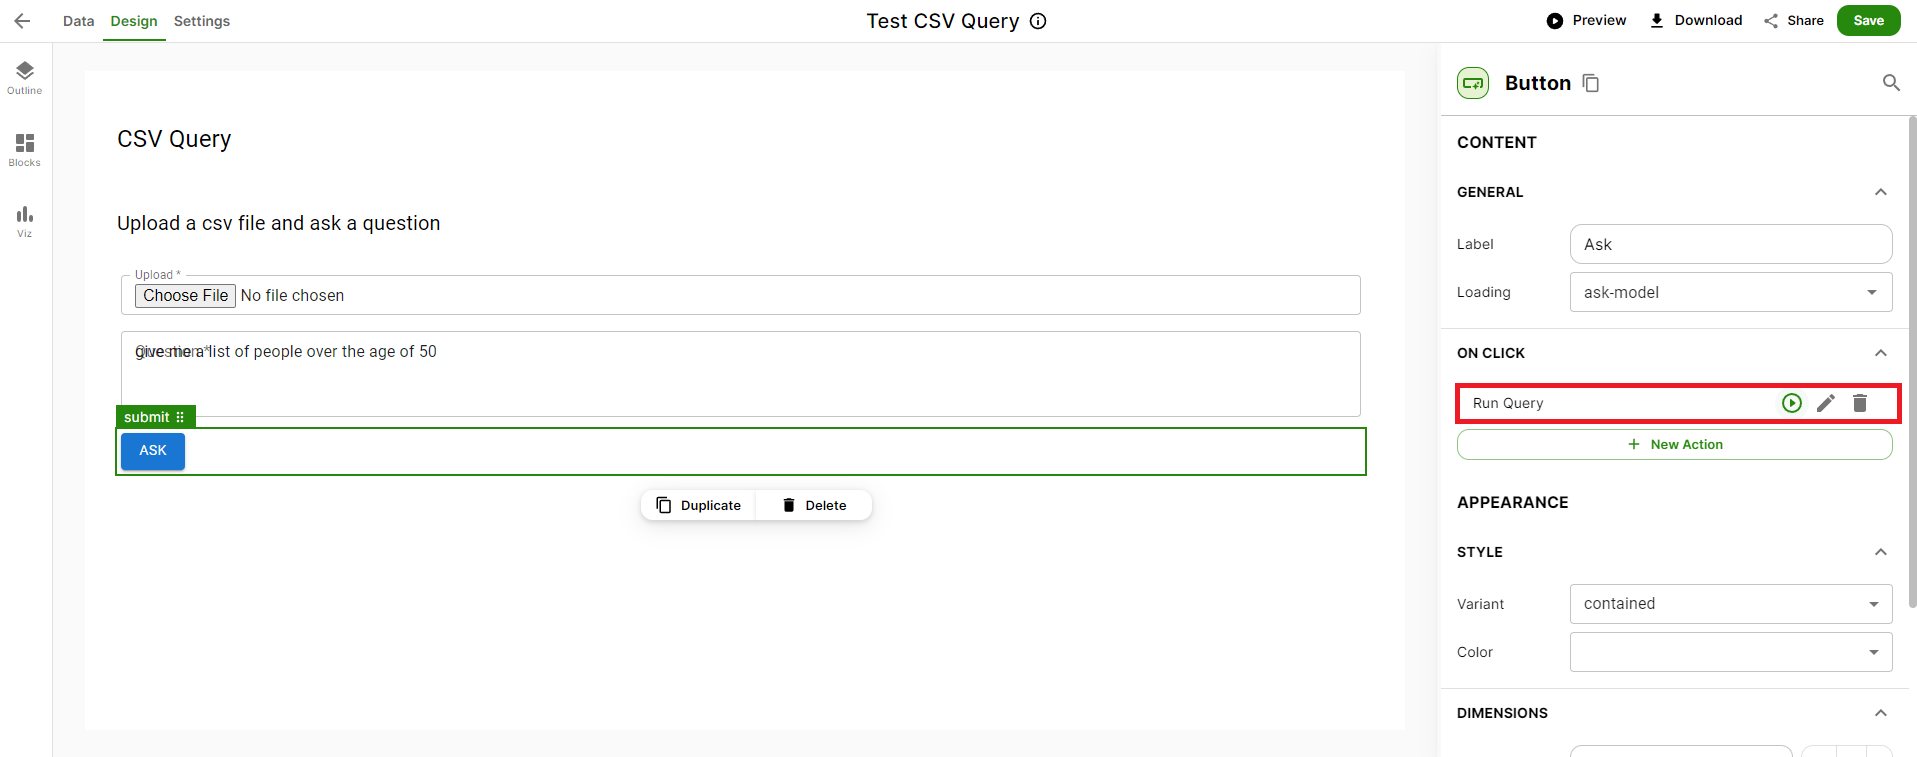 Data Design Settings
Test CSV Query
Preview Download Share Save
Outline
Blocks
Viz
CSV Query
Upload a csv file and ask a question
Upload *
Choose File No file chosen
Question *
give me a list of people over the age of 50
submit
ASK
Duplicate Delete
Button
CONTENT
GENERAL
Label Ask
Loading ask-model
ON CLICK
Run Query
New Action
APPEARANCE
STYLE
Variant contained
Color
DIMENSIONS